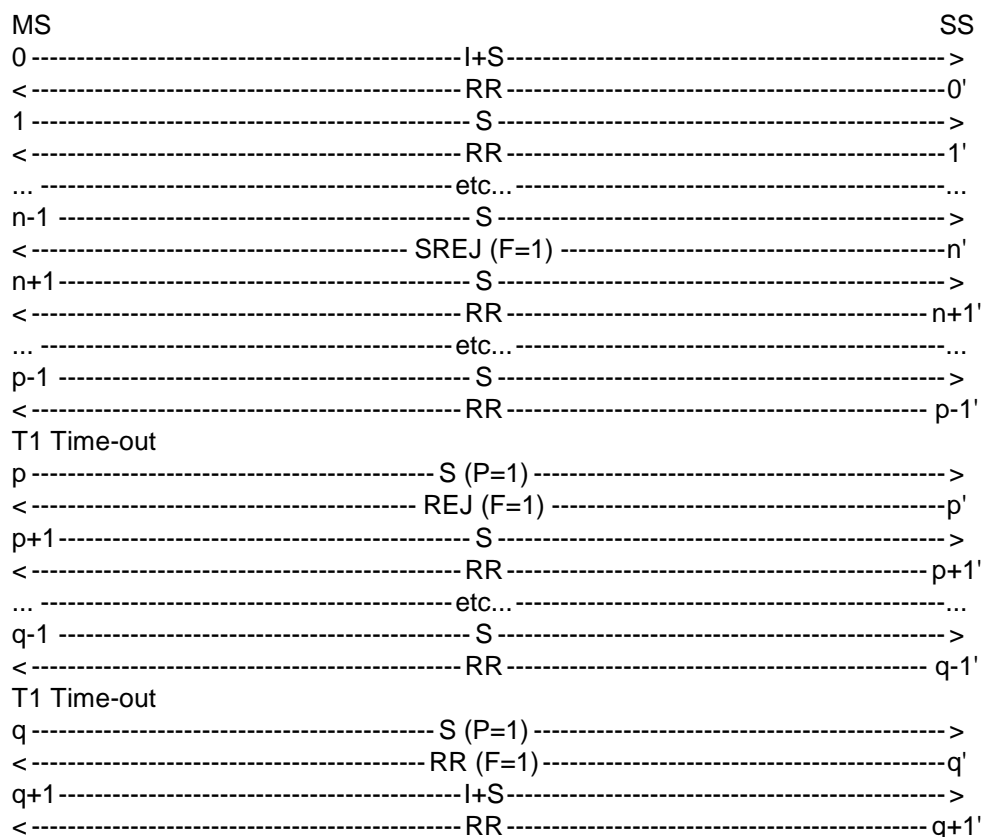 MS SS
0 ------------------------------------------------I+S------------------------------------------------- >
< ------------------------------------------------ RR -------------------------------------------------0'
1 ------------------------------------------------- S -------------------------------------------------- >
< ------------------------------------------------ RR -------------------------------------------------1'
... ----------------------------------------------etc...------------------------------------------------...
n-1 ---------------------------------------------- S -------------------------------------------------- >
< ------------------------------------------ SREJ (F=1) -------------------------------------------n'
n+1---------------------------------------------- S -------------------------------------------------- >
< ------------------------------------------------ RR ----------------------------------------------- n+1'
... ----------------------------------------------etc...------------------------------------------------...
p-1 ---------------------------------------------- S -------------------------------------------------- >
< ------------------------------------------------ RR ----------------------------------------------- p-1'
T1 Time-out
p --------------------------------------------- S (P=1) ---------------------------------------------- >
< ------------------------------------------- REJ (F=1) --------------------------------------------p'
p+1---------------------------------------------- S -------------------------------------------------- >
< ------------------------------------------------ RR ----------------------------------------------- p+1'
... ----------------------------------------------etc...------------------------------------------------...
q-1 ---------------------------------------------- S -------------------------------------------------- >
< ------------------------------------------------ RR ----------------------------------------------- q-1'
T1 Time-out
q --------------------------------------------- S (P=1) ---------------------------------------------- >
< -------------------------------------------- RR (F=1)---------------------------------------------q'
q+1---------------------------------------------I+S------------------------------------------------- >
< ------------------------------------------------ RR ----------------------------------------------- q+1'